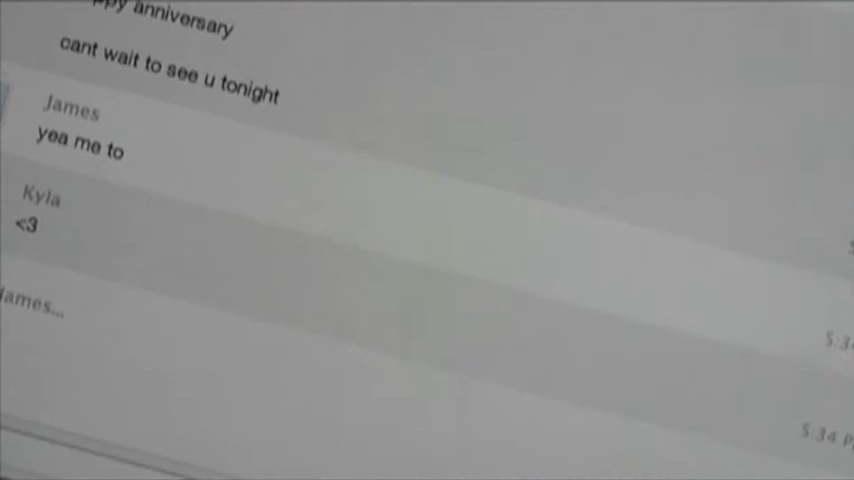 anniversary
cant wait to see u tonight
James
yea me to
Kyla
<3
James...
5:34